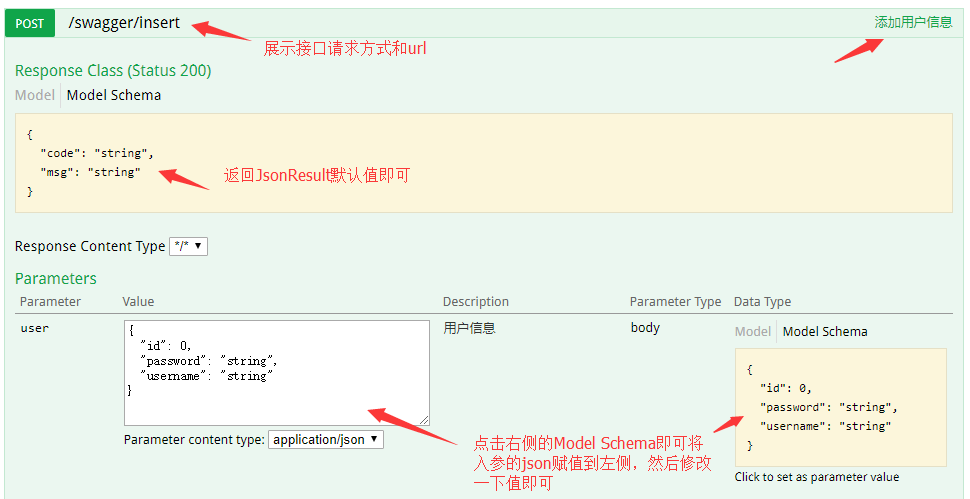 POST /swagger/insert 添加用户信息
展示接口请求方式和url
Response Class (Status 200)
Model Model Schema
{
"code": "string",
"msg": "string"
}
返回JsonResult默认值即可
Response Content Type */* ▼
Parameters
Parameter Value Description Parameter Type Data Type
user
{
"id": 0,
"password": "string",
"username": "string"
}
用户信息
body
Model Model Schema
{
"id": 0,
"password": "string",
"username": "string"
}
Parameter content type: application/json ▼
点击右侧的Model Schema即可将
入参的json赋值到左侧，然后修改
一下值即可
Click to set as parameter value